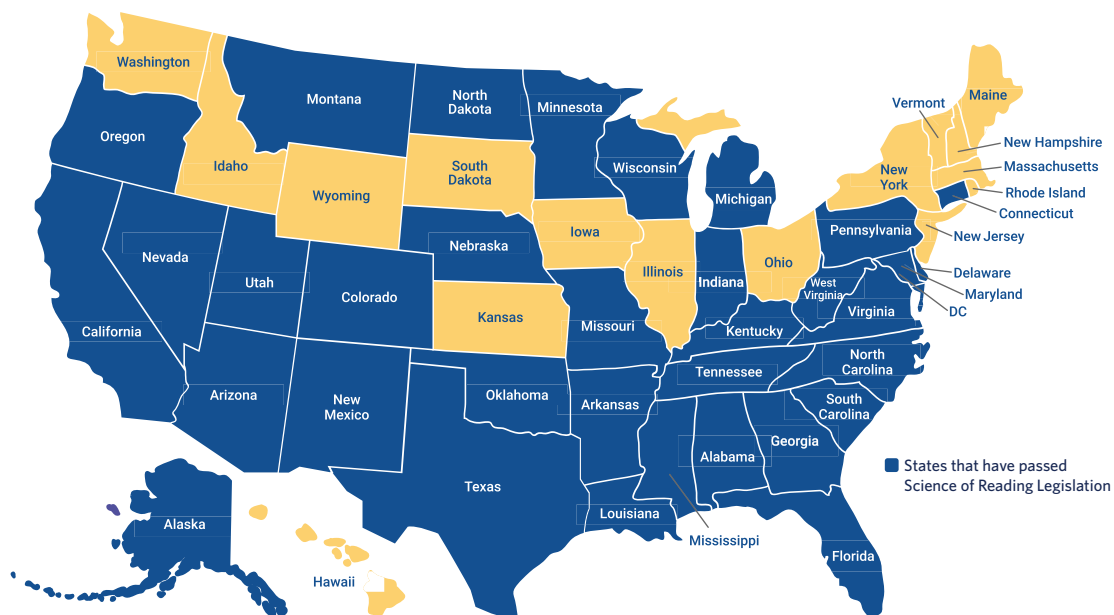 Washington
Montana
North
Dakota
Minnesota
Maine
Vermont
Oregon
Idaho
Wyoming
South
Dakota
Wisconsin
Michigan
New
York
New Hampshire
Massachusetts
Rhode Island
Connecticut
Nevada
Utah
Colorado
Nebraska
Iowa
Illinois
Indiana
Ohio
Pennsylvania
New Jersey
Delaware
Maryland
DC
West
Virginia
Virginia
California
Kansas
Missouri
Kentucky
Arizona
New
Mexico
Oklahoma
Arkansas
Tennessee
North
Carolina
South
Carolina
Texas
Louisiana
Mississippi
Alabama
Georgia
Florida
Alaska
Hawaii
States that have passed
Science of Reading Legislation